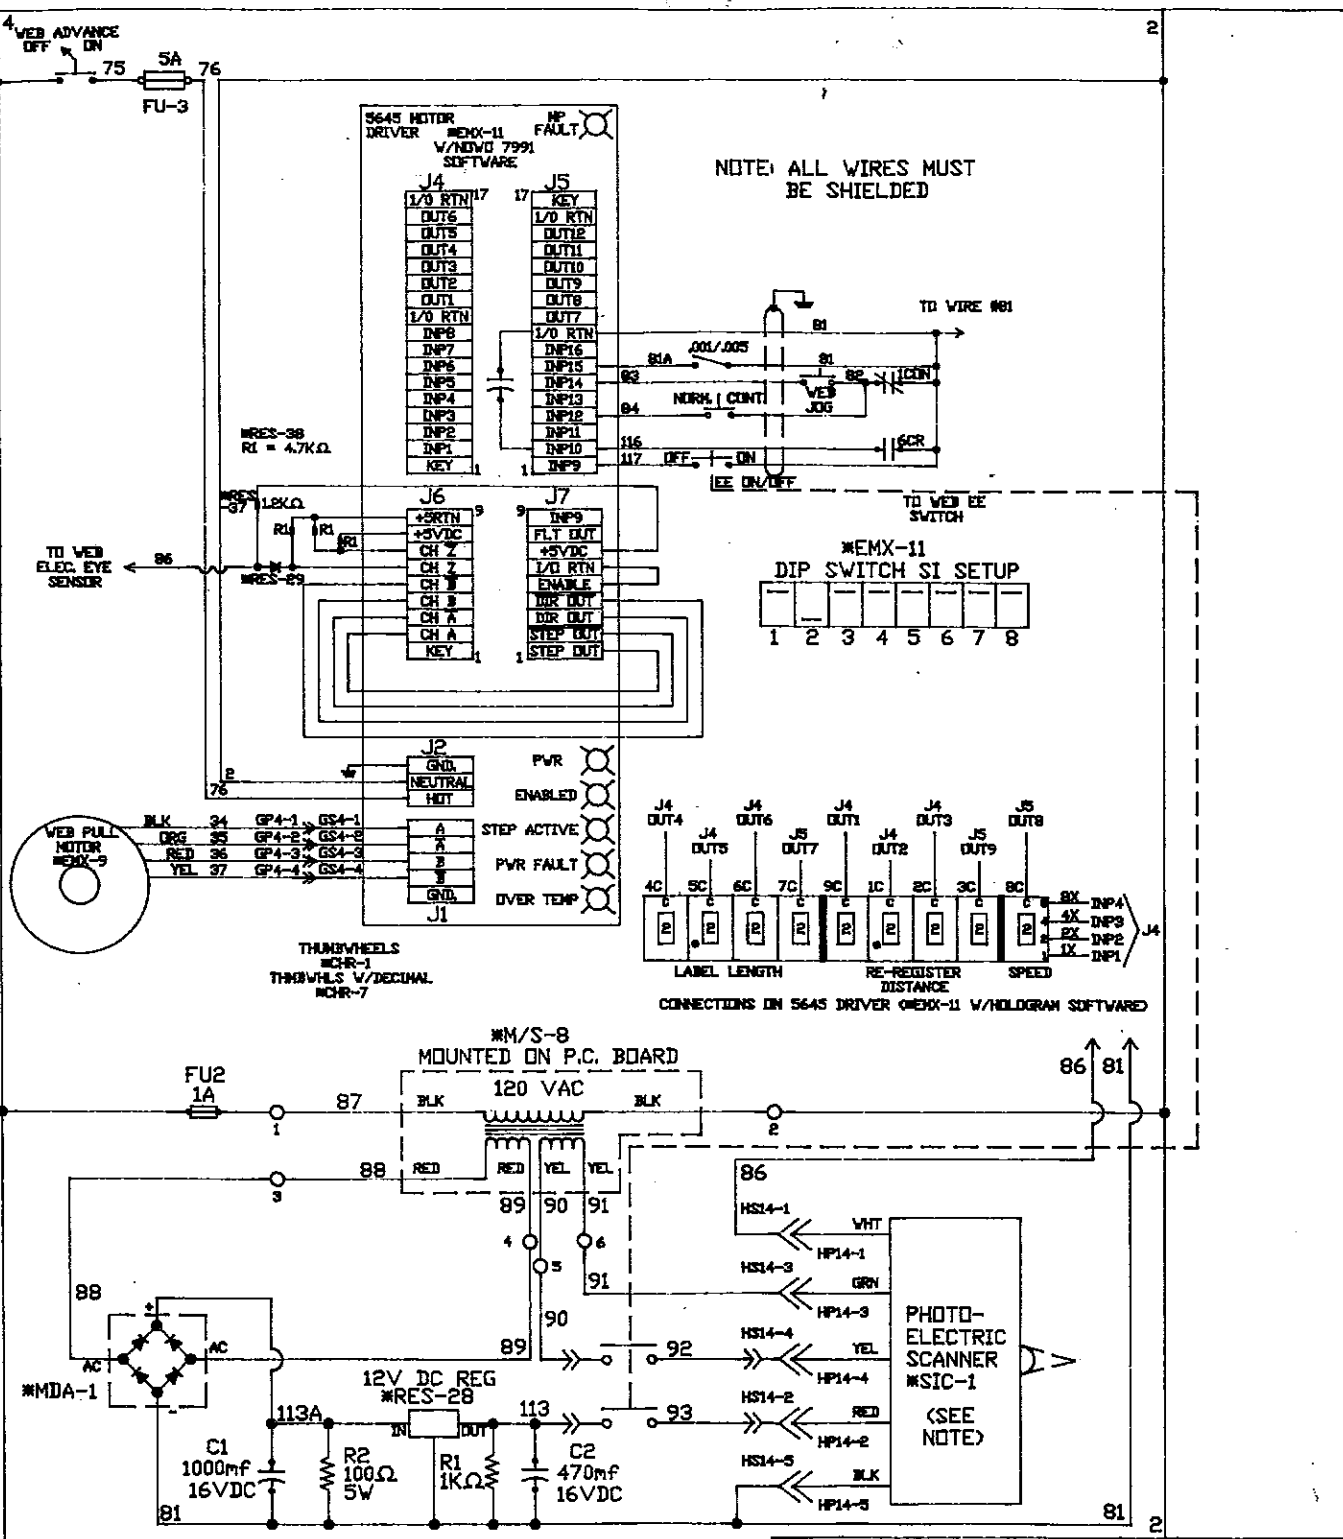 4
WEB ADVANCE
OFF ON
75
5A
76
FU-3
2
5645 MOTOR
DRIVER *EMX-11
W/NOVO 7991
SOFTWARE
MP
FAULT
NOTE: ALL WIRES MUST
BE SHIELDED
J4
17
I/O RTN
OUT6
OUT5
OUT4
OUT3
OUT2
OUT1
I/O RTN
INP8
INP7
INP6
INP5
INP4
INP3
INP2
INP1
KEY
1
J5
17
KEY
I/O RTN
OUT12
OUT11
OUT10
OUT9
OUT8
OUT7
I/O RTN
INP16
INP15
INP14
INP13
INP12
INP11
INP10
INP9
1
81
TO WIRE #81
81A
.001/.005
83
81
82
1CON
WEB
JOG
84
NORM. CONT
116
6CR
117
OFF ON
EE ON/OFF
TO WEB EE
SWITCH
*RES-38
R1 = 4.7KΩ
*RES
-37
1.2KΩ
R1
R1
R1
TO WEB
ELEC. EYE
SENSOR
86
*RES-29
J6
9
+5RTN
+5VDC
CH Z̅
CH Z
CH B̅
CH B
CH A̅
CH A
KEY
1
J7
9
INP9
FLT OUT
+5VDC
I/O RTN
ENABLE
DIR OUT
DIR OUT
STEP OUT
STEP OUT
1
*EMX-11
DIP SWITCH S1 SETUP
1 2 3 4 5 6 7 8
J2
GND.
NEUTRAL
HOT
2
76
PWR
ENABLED
STEP ACTIVE
PWR FAULT
OVER TEMP
WEB PULL
MOTOR
*EMX-9
BLK 34 GP4-1 GS4-1
ORG 35 GP4-2 GS4-2
RED 36 GP4-3 GS4-3
YEL 37 GP4-4 GS4-4
A
A̅
B
B̅
GND.
J1
THUMBWHEELS
*CHR-1
THMBWHLS W/DECIMAL
*CHR-7
J4
OUT4
J4
OUT5
J4
OUT6
J5
OUT7
J4
OUT1
J4
OUT2
J4
OUT3
J5
OUT9
J5
OUT8
4C 5C 6C 7C 9C 1C 2C 3C 8C
C C C C C C C C C
2 2 2 2 2 2 2 2 2
8 8X INP4
4 4X INP3
2 2X INP2
1 1X INP1
J4
LABEL LENGTH
RE-REGISTER
DISTANCE
SPEED
CONNECTIONS ON 5645 DRIVER (*EMX-11 W/HOLOGRAM SOFTWARE)
*M/S-8
MOUNTED ON P.C. BOARD
120 VAC
FU2
1A
1
87
BLK
BLK
2
86
81
3
88
RED
RED
YEL
YEL
89
90
91
4
5
6
91
90
89
86
HS14-1
WHT
HP14-1
HS14-3
GRN
HP14-3
HS14-4
92
YEL
HP14-4
HS14-2
93
RED
HP14-2
HS14-5
BLK
HP14-5
PHOTO-
ELECTRIC
SCANNER
*SIC-1
(SEE
NOTE)
88
+
AC
AC
-
*MDA-1
12V DC REG
*RES-28
IN
OUT
113A
113
C1
1000mf
16VDC
R2
100Ω
5W
R1
1KΩ
C2
470mf
16VDC
81
81
2